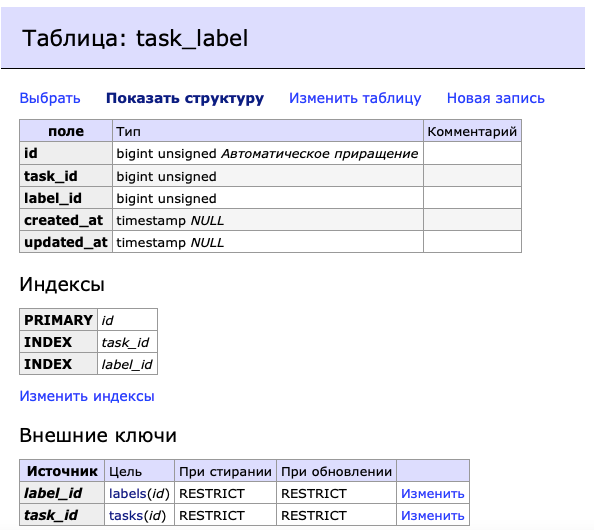 Таблица: task_label
Выбрать Показать структуру Изменить таблицу Новая запись
поле Тип Комментарий
id bigint unsigned Автоматическое приращение
task_id bigint unsigned
label_id bigint unsigned
created_at timestamp NULL
updated_at timestamp NULL
Индексы
PRIMARY id
INDEX task_id
INDEX label_id
Изменить индексы
Внешние ключи
Источник Цель При стирании При обновлении
label_id labels(id) RESTRICT RESTRICT Изменить
task_id tasks(id) RESTRICT RESTRICT Изменить